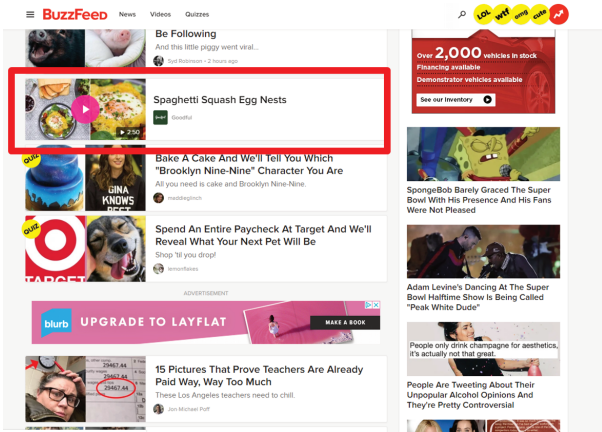 BuzzFeed
News
Videos
Quizzes
LOL
wtf
omg
cute
Be Following
And this little piggy went viral...
Syd Robinson • 2 hours ago
2:50
Spaghetti Squash Egg Nests
Goodful
QUIZ
GINA
KNOWS
BEST
Bake A Cake And We'll Tell You Which
"Brooklyn Nine-Nine" Character You Are
All you need is cake and Brooklyn Nine-Nine.
maddieglinch
QUIZ
TARGET
Spend An Entire Paycheck At Target And We'll
Reveal What Your Next Pet Will Be
Shop 'til you drop!
lemonflakes
ADVERTISEMENT
blurb
UPGRADE TO LAYFLAT
MAKE A BOOK
29467.44
29467.44
15 Pictures That Prove Teachers Are Already
Paid Way, Way Too Much
These Los Angeles teachers need to chill.
Jon-Michael Poff
Over 2,000 vehicles in stock
Financing available
Demonstrator vehicles available
See our inventory
SpongeBob Barely Graced The Super
Bowl With His Presence And His Fans
Were Not Pleased
Adam Levine's Dancing At The Super
Bowl Halftime Show Is Being Called
"Peak White Dude"
People only drink champagne for aesthetics,
it's actually not that great.
People Are Tweeting About Their
Unpopular Alcohol Opinions And
They're Pretty Controversial